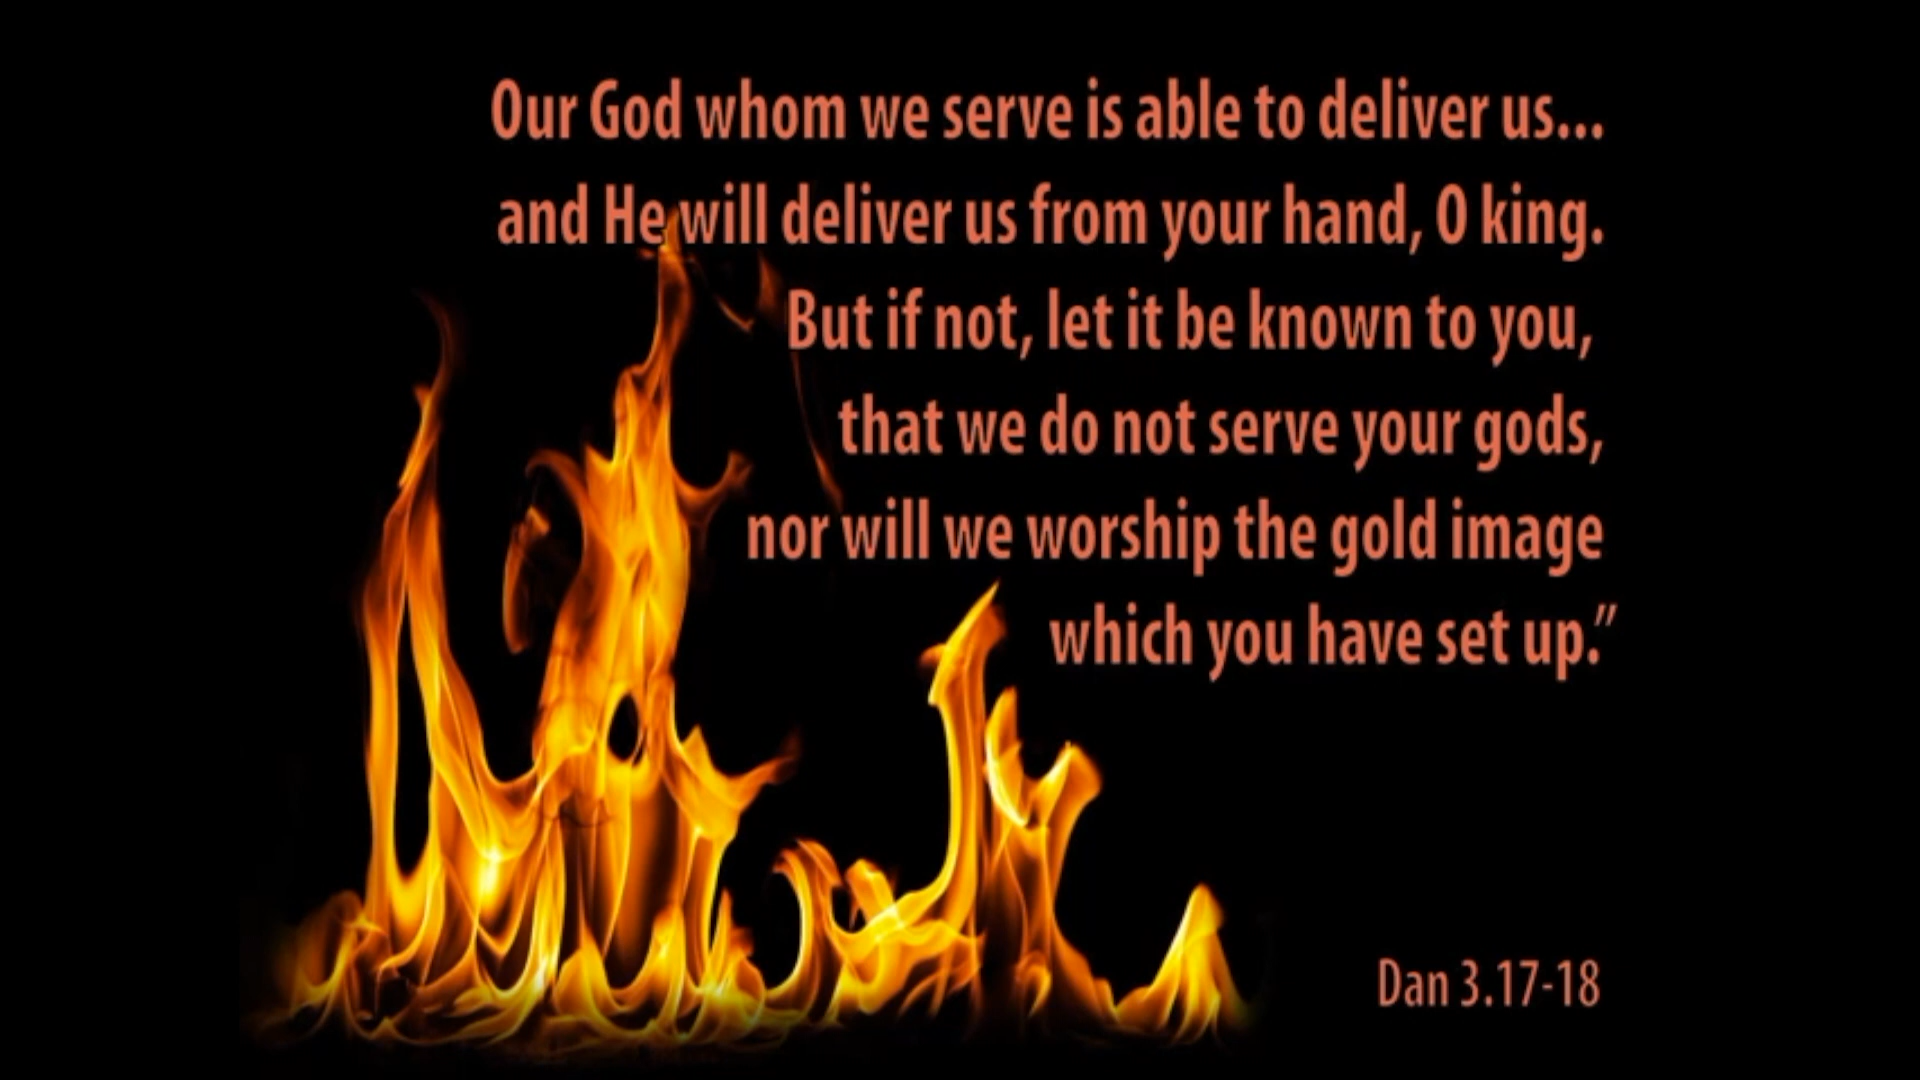 Our God whom we serve is able to deliver us...
and He will deliver us from your hand, O king.
But if not, let it be known to you,
that we do not serve your gods,
nor will we worship the gold image
which you have set up.”
Dan 3.17-18